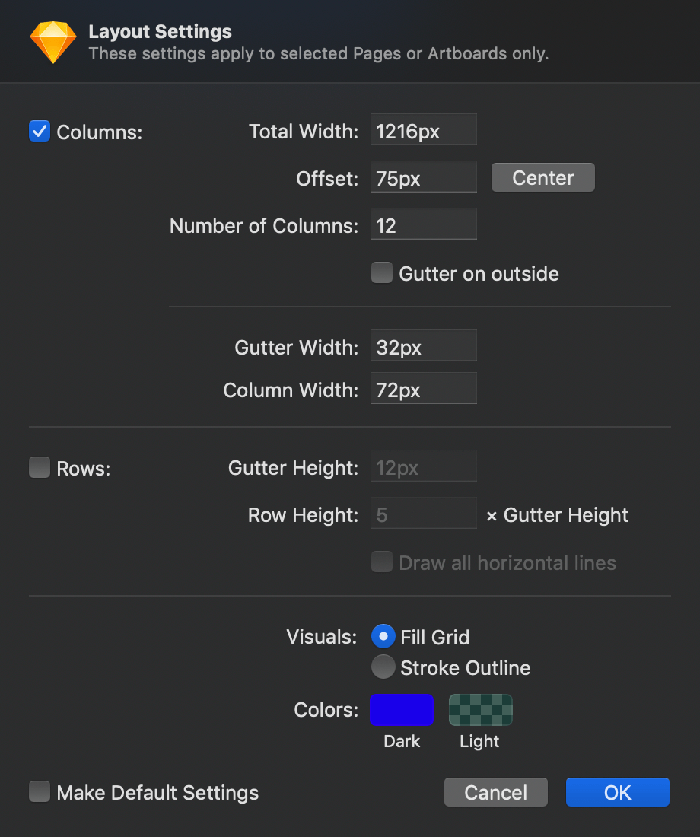 Layout Settings
These settings apply to selected Pages or Artboards only.
Columns: Total Width: 1216px
Offset: 75px Center
Number of Columns: 12
Gutter on outside
Gutter Width: 32px
Column Width: 72px
Rows: Gutter Height: 12px
Row Height: 5 × Gutter Height
Draw all horizontal lines
Visuals: Fill Grid
Stroke Outline
Colors:
Dark Light
Make Default Settings Cancel OK